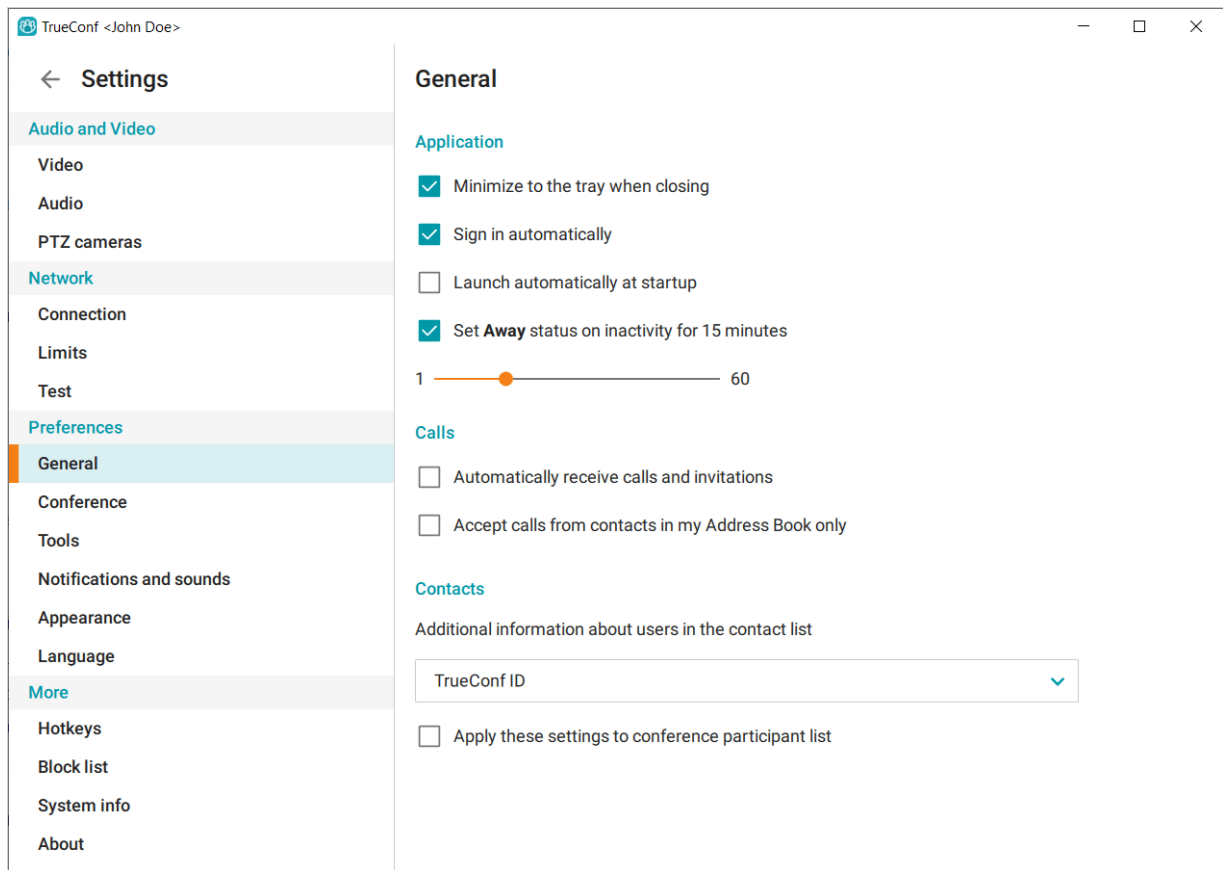 TrueConf <John Doe>
Settings
Audio and Video
Video
Audio
PTZ cameras
Network
Connection
Limits
Test
Preferences
General
Conference
Tools
Notifications and sounds
Appearance
Language
More
Hotkeys
Block list
System info
About
General
Application
Minimize to the tray when closing
Sign in automatically
Launch automatically at startup
Set Away status on inactivity for 15 minutes
1 60
Calls
Automatically receive calls and invitations
Accept calls from contacts in my Address Book only
Contacts
Additional information about users in the contact list
TrueConf ID
Apply these settings to conference participant list